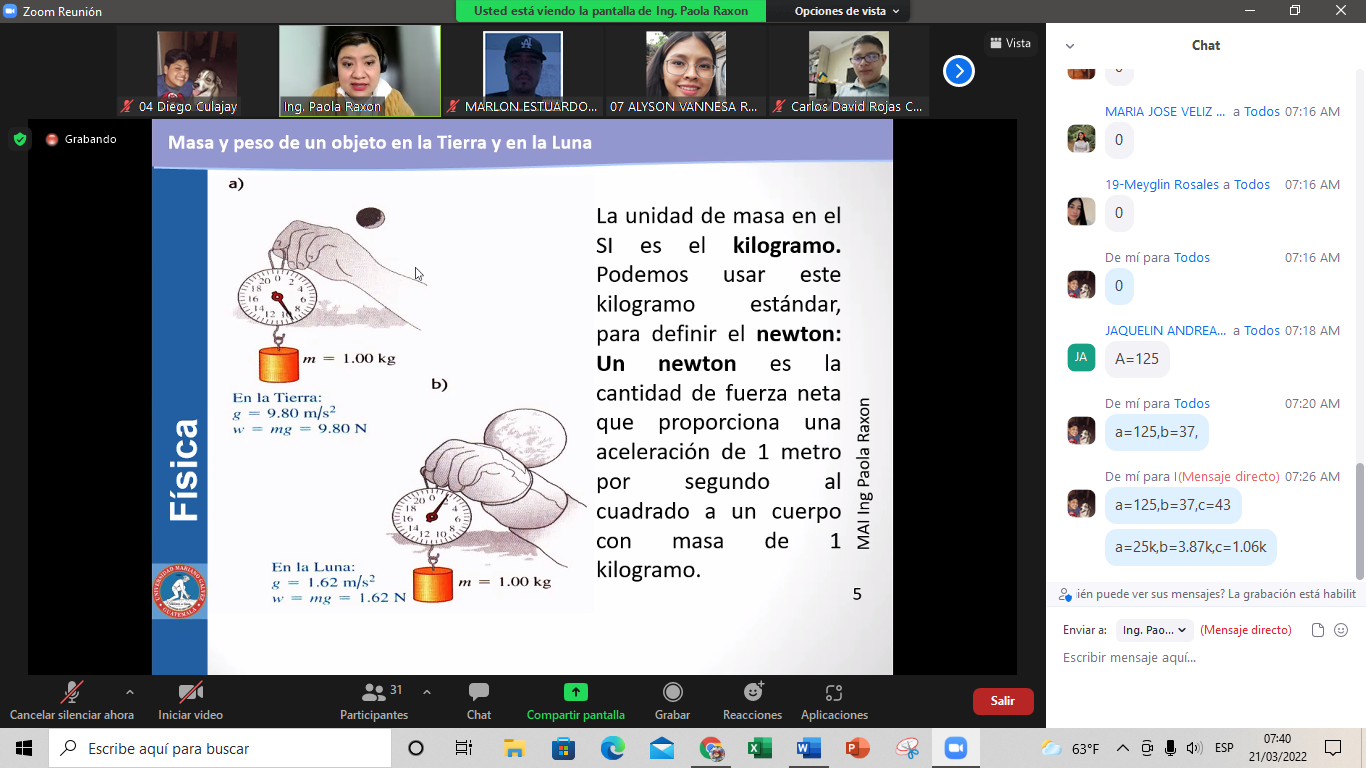 Zoom Reunión
Usted está viendo la pantalla de Ing. Paola Raxon
Opciones de vista
04 Diego Culajay
Ing. Paola Raxon
MARLON ESTUARDO...
07 ALYSON VANNESA R...
Carlos David Rojas C...
Vista
Grabando
Masa y peso de un objeto en la Tierra y en la Luna
a)
m = 1.00 kg
En la Tierra:
g = 9.80 m/s²
w = mg = 9.80 N
b)
En la Luna:
g = 1.62 m/s²
w = mg = 1.62 N
m = 1.00 kg
La unidad de masa en el
SI es el kilogramo.
Podemos usar este
kilogramo estándar,
para definir el newton:
Un newton es la
cantidad de fuerza neta
que proporciona una
aceleración de 1 metro
por segundo al
cuadrado a un cuerpo
con masa de 1
kilogramo.
Física
UNIVERSIDAD MARIANO GALVEZ
GUATEMALA
MAI Ing Paola Raxon
5
Chat
0
MARIA JOSE VELIZ ... a Todos 07:16 AM
0
19-Meyglin Rosales a Todos 07:16 AM
0
De mí para Todos 07:16 AM
0
JAQUELIN ANDREA... a Todos 07:18 AM
JA
A=125
De mí para Todos 07:20 AM
a=125,b=37,
De mí para I(Mensaje directo) 07:26 AM
a=125,b=37,c=43
a=25k,b=3.87k,c=1.06k
ién puede ver sus mensajes? La grabación está habilit
Enviar a: Ing. Pao... (Mensaje directo)
Escribir mensaje aquí...
Cancelar silenciar ahora
Iniciar video
31
Participantes
Chat
Compartir pantalla
Grabar
Reacciones
Aplicaciones
Salir
Escribe aquí para buscar
63°F
ESP
07:40
21/03/2022